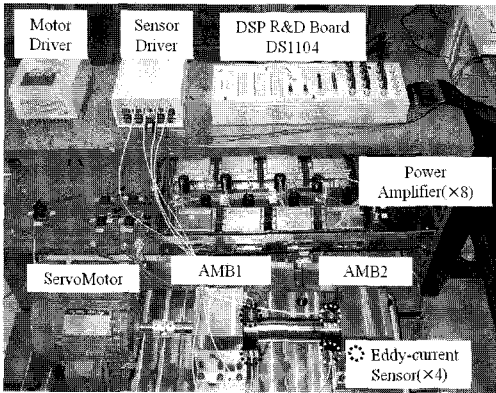 Motor
Driver
Sensor
Driver
DSP R&D Board
DS1104
Power
Amplifier(×8)
ServoMotor
AMB1
AMB2
Eddy-current
Sensor(×4)